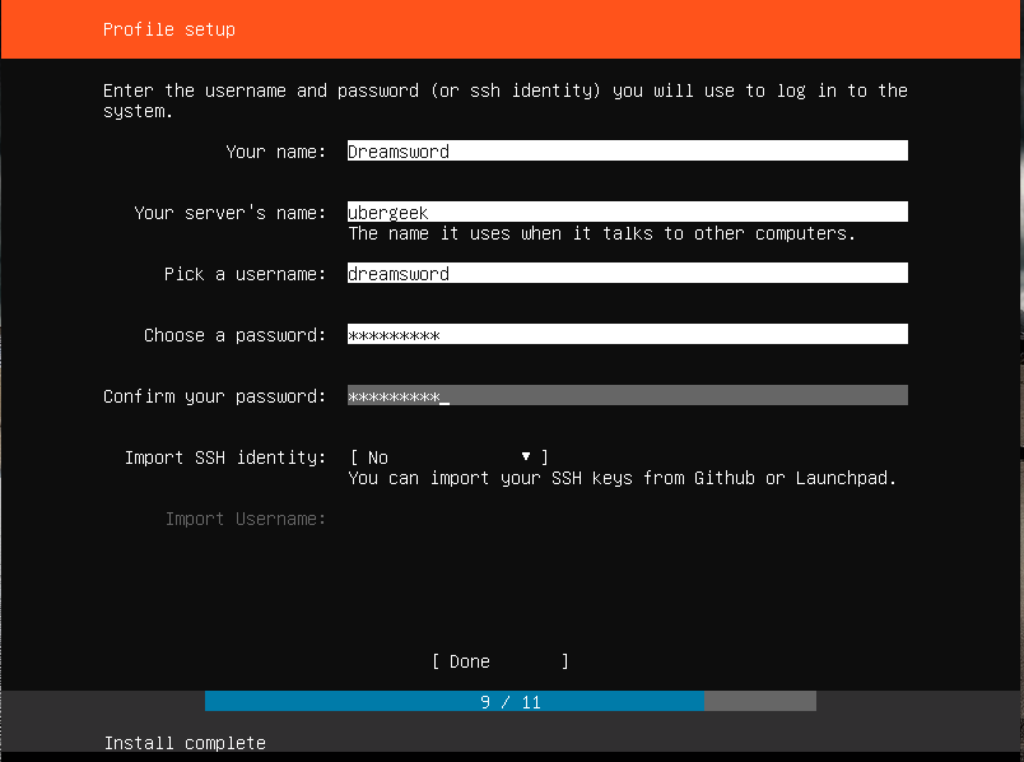 Profile setup
Enter the username and password (or ssh identity) you will use to log in to the
system.
Your name: Dreamsword
Your server's name: ubergeek
The name it uses when it talks to other computers.
Pick a username: dreamsword
Choose a password: *********
Confirm your password: *********_
Import SSH identity: [ No ▼ ]
You can import your SSH keys from Github or Launchpad.
Import Username:
[ Done ]
9 / 11
Install complete